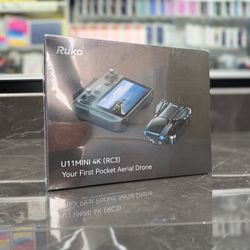 Ruko
U11MINI 4K (RC3)
Your First Pocket Aerial Drone